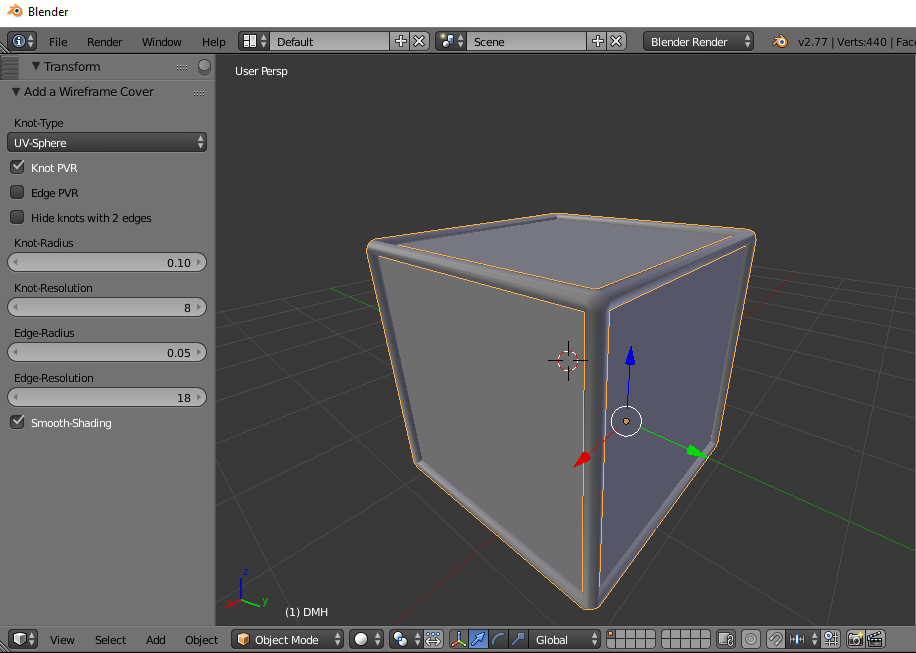 Blender
File Render Window Help Default Scene Blender Render v2.77 | Verts:440 | Fac
Transform
User Persp
Add a Wireframe Cover
Knot-Type
UV-Sphere
Knot PVR
Edge PVR
Hide knots with 2 edges
Knot-Radius
0.10
Knot-Resolution
8
Edge-Radius
0.05
Edge-Resolution
18
Smooth-Shading
z
x y
(1) DMH
View Select Add Object Object Mode Global